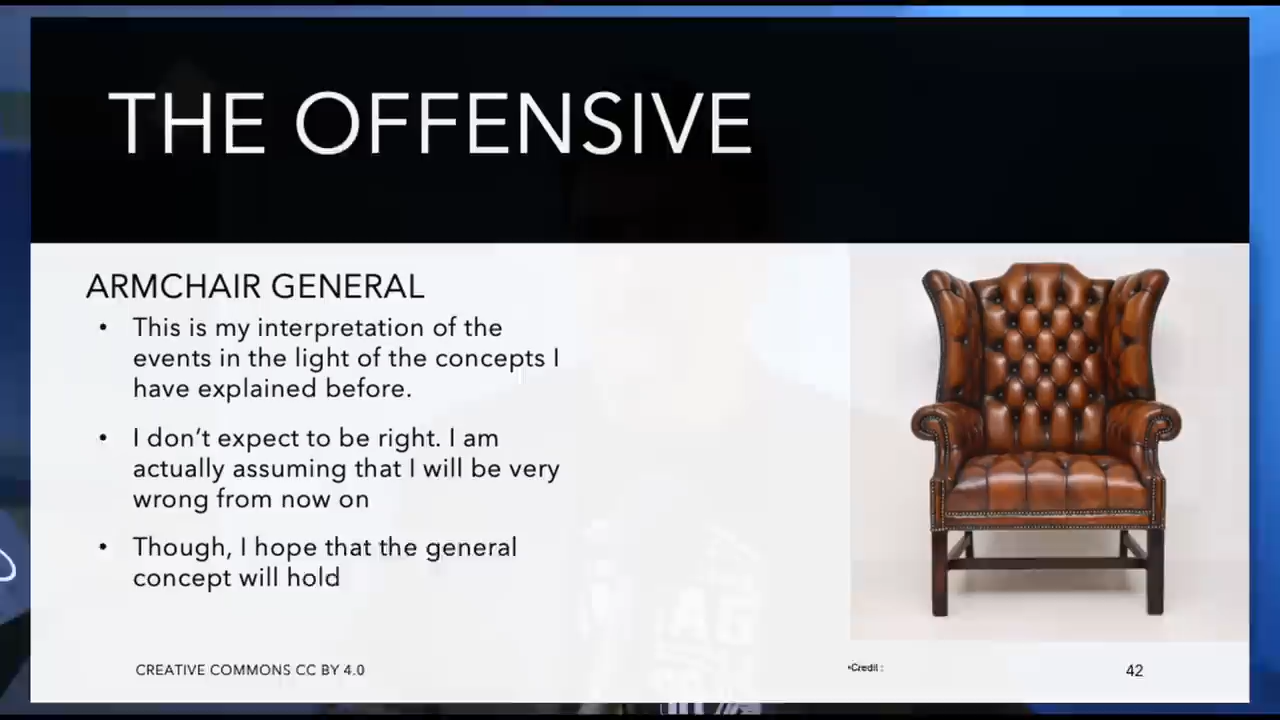 THE OFFENSIVE
ARMCHAIR GENERAL
• This is my interpretation of the
events in the light of the concepts I
have explained before.
• I don’t expect to be right. I am
actually assuming that I will be very
wrong from now on
• Though, I hope that the general
concept will hold
CREATIVE COMMONS CC BY 4.0
•Credit :
42